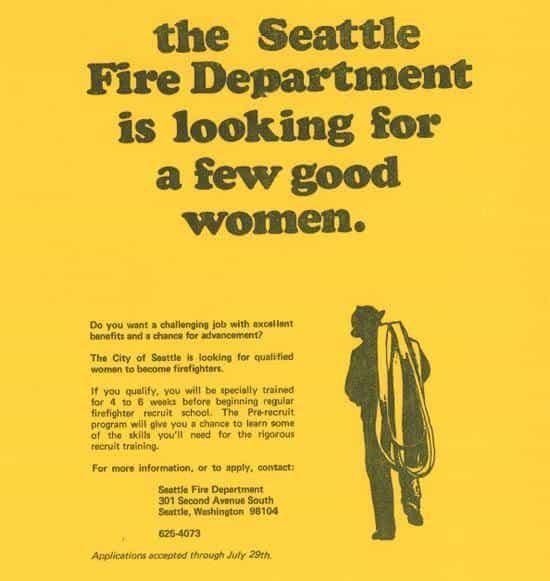 the Seattle
Fire Department
is looking for
a few good
women.
Do you want a challenging job with excellent
benefits and a chance for advancement?
The City of Seattle is looking for qualified
women to become firefighters.
If you qualify, you will be specially trained
for 4 to 6 weeks before beginning regular
firefighter recruit school. The Pre-recruit
program will give you a chance to learn some
of the skills you'll need for the rigorous
recruit training.
For more information, or to apply, contact:
Seattle Fire Department
301 Second Avenue South
Seattle, Washington 98104
625-4073
Applications accepted through July 29th.